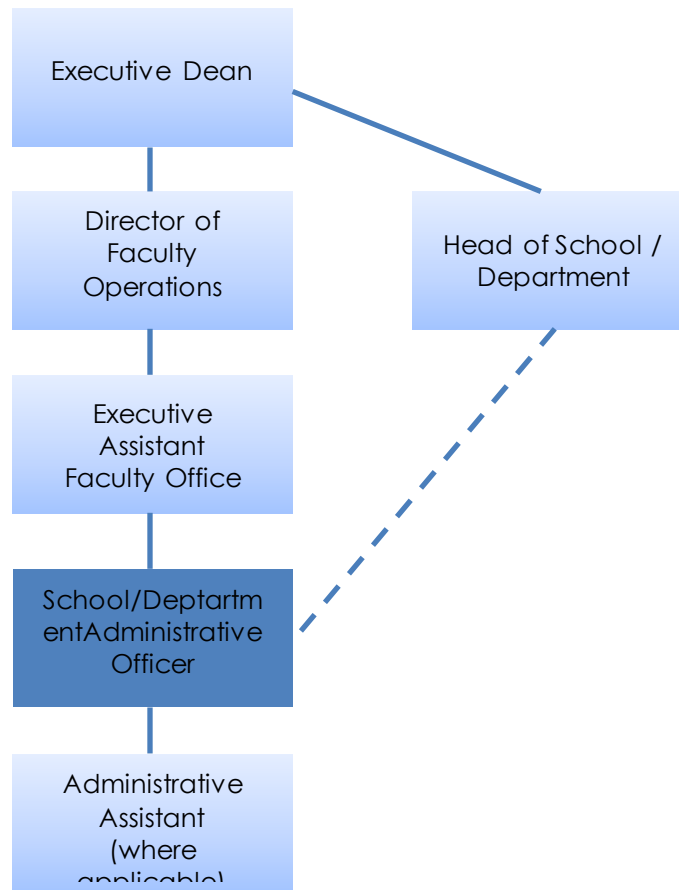 Executive Dean
Director of
Faculty
Operations
Head of School /
Department
Executive
Assistant
Faculty Office
School/Deptartm
entAdministrative
Officer
Administrative
Assistant
(where
applicable)